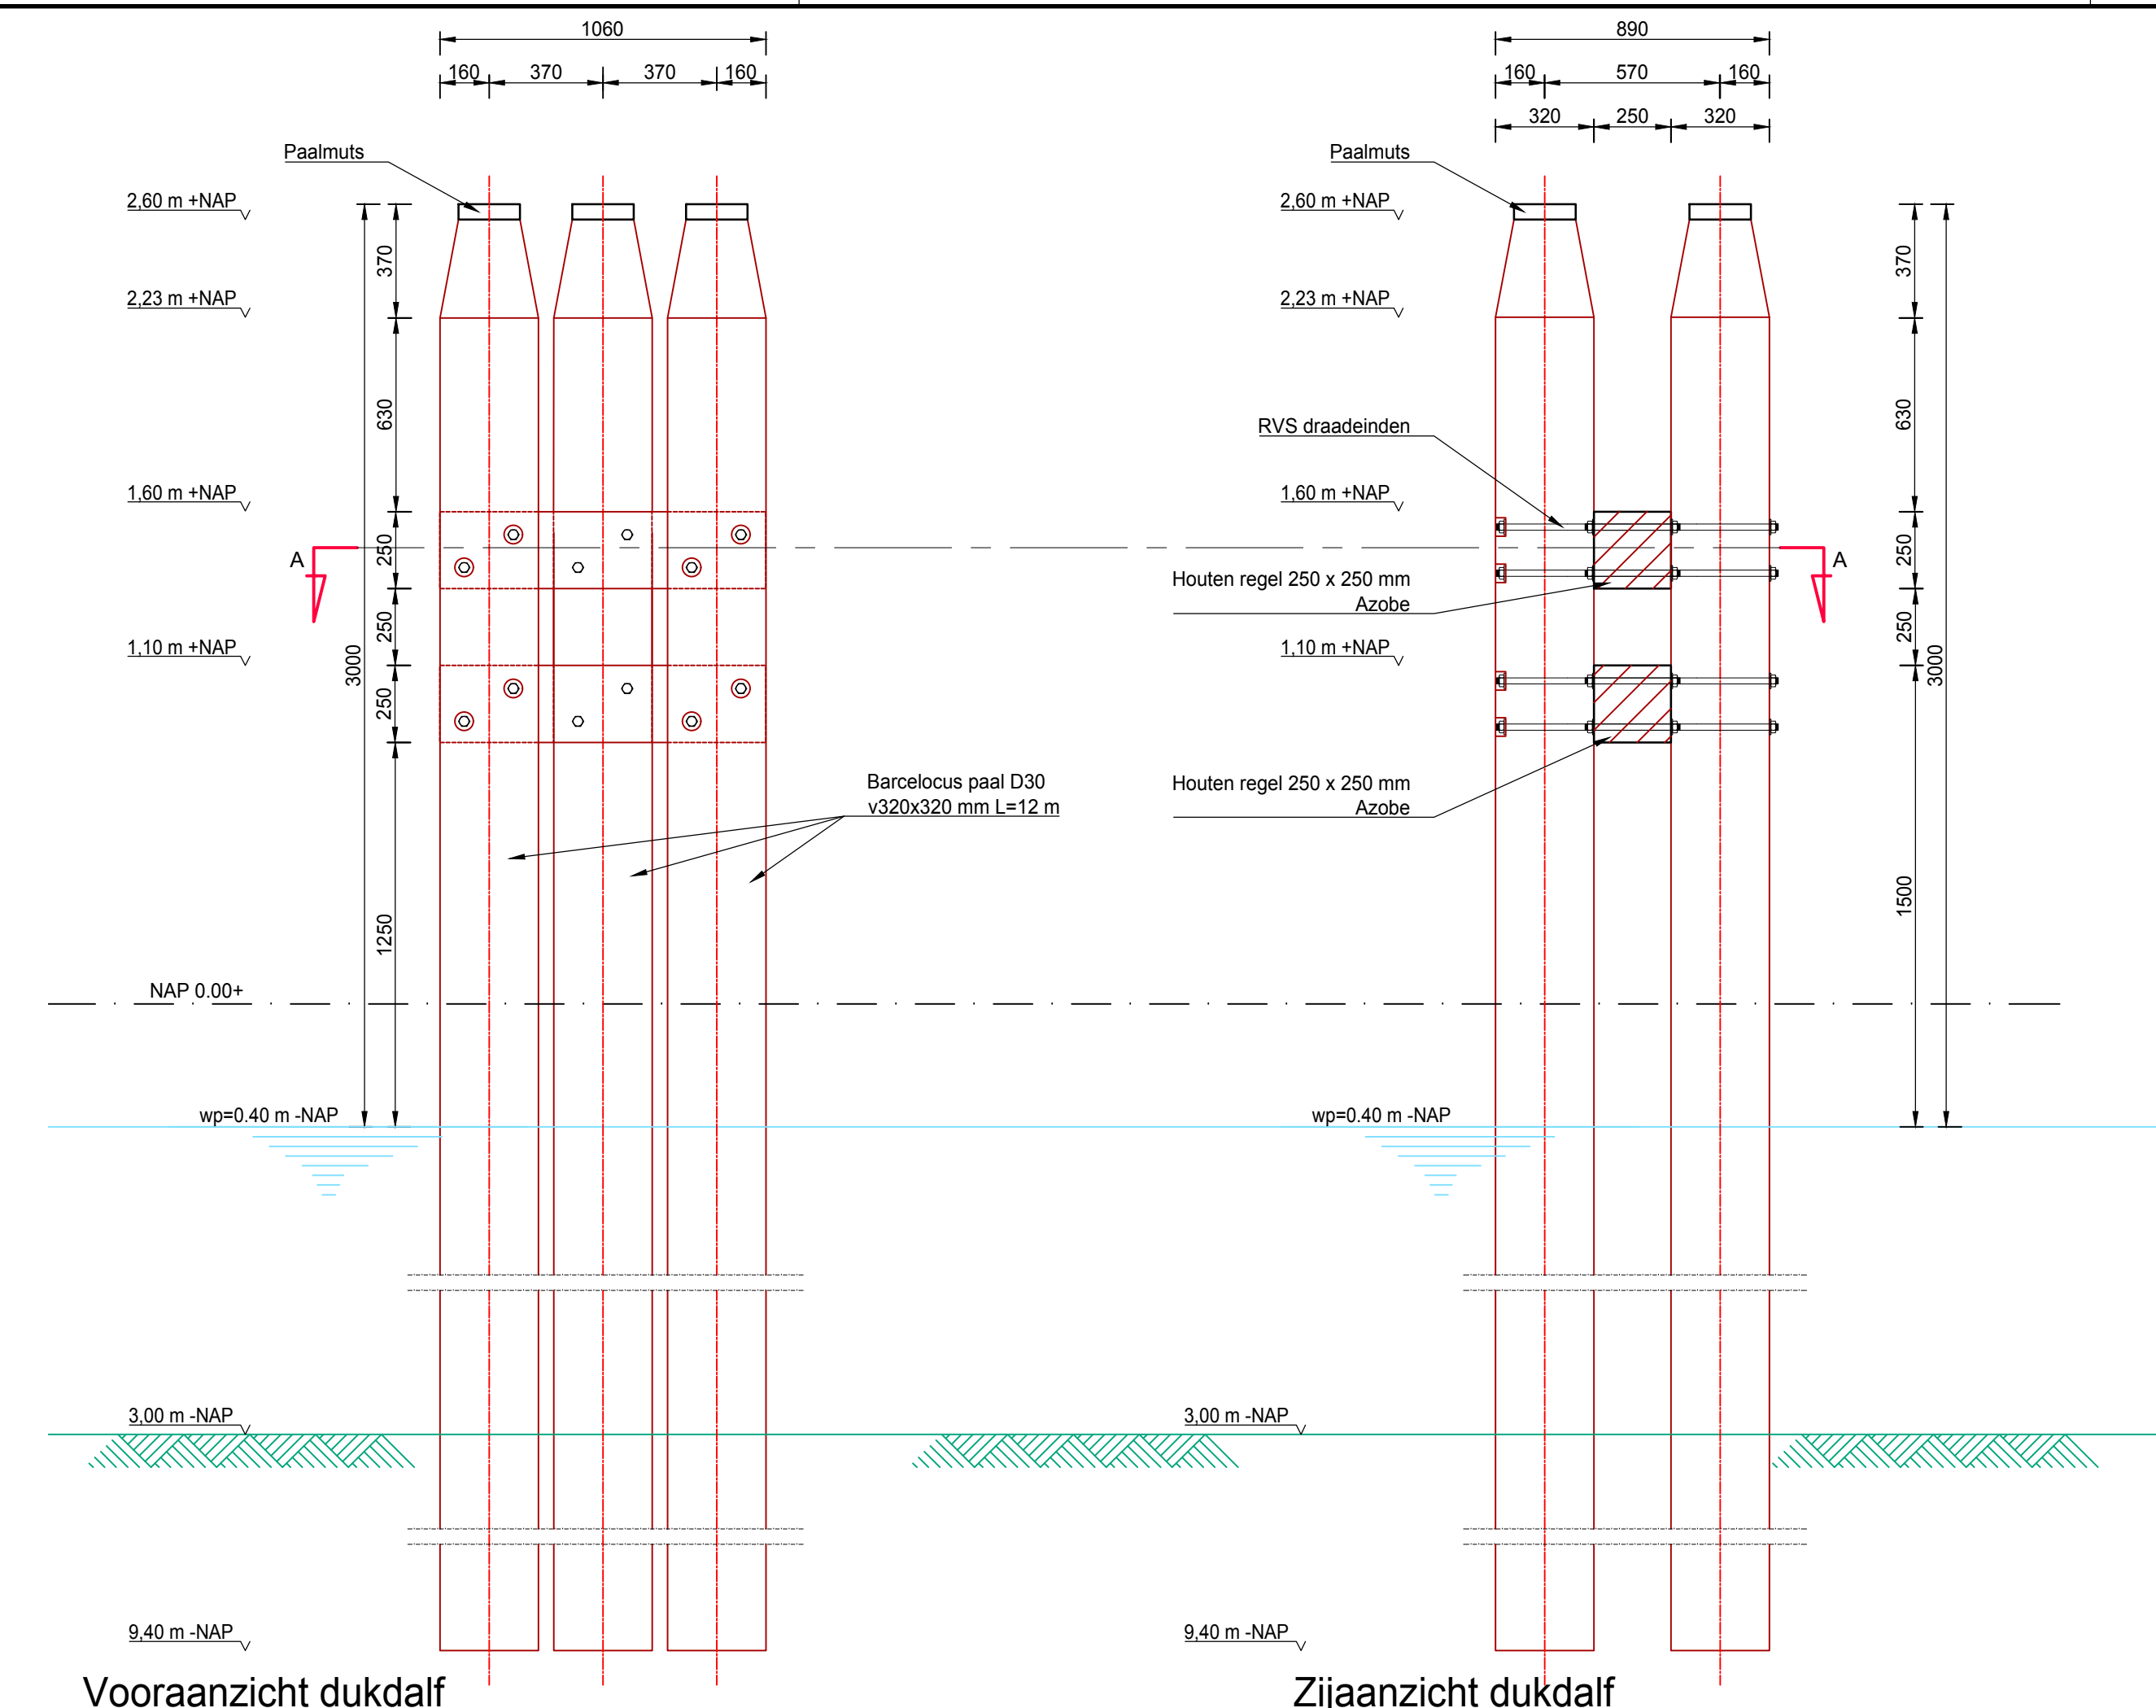 1060
890
160 370 370 160
160 570 160
320 250 320
Paalmuts
Paalmuts
2,60 m +NAP
2,60 m +NAP
370
370
2,23 m +NAP
2,23 m +NAP
630
630
RVS draadeinden
1,60 m +NAP
1,60 m +NAP
250
250
A
A
Houten regel 250 x 250 mm
Azobe
250
250
1,10 m +NAP
1,10 m +NAP
3000
3000
250
Barcelocus paal D30
v320x320 mm L=12 m
Houten regel 250 x 250 mm
Azobe
1250
1500
NAP 0.00+
wp=0.40 m -NAP
wp=0.40 m -NAP
3,00 m -NAP
3,00 m -NAP
9,40 m -NAP
9,40 m -NAP
Vooraanzicht dukdalf
Zijaanzicht dukdalf